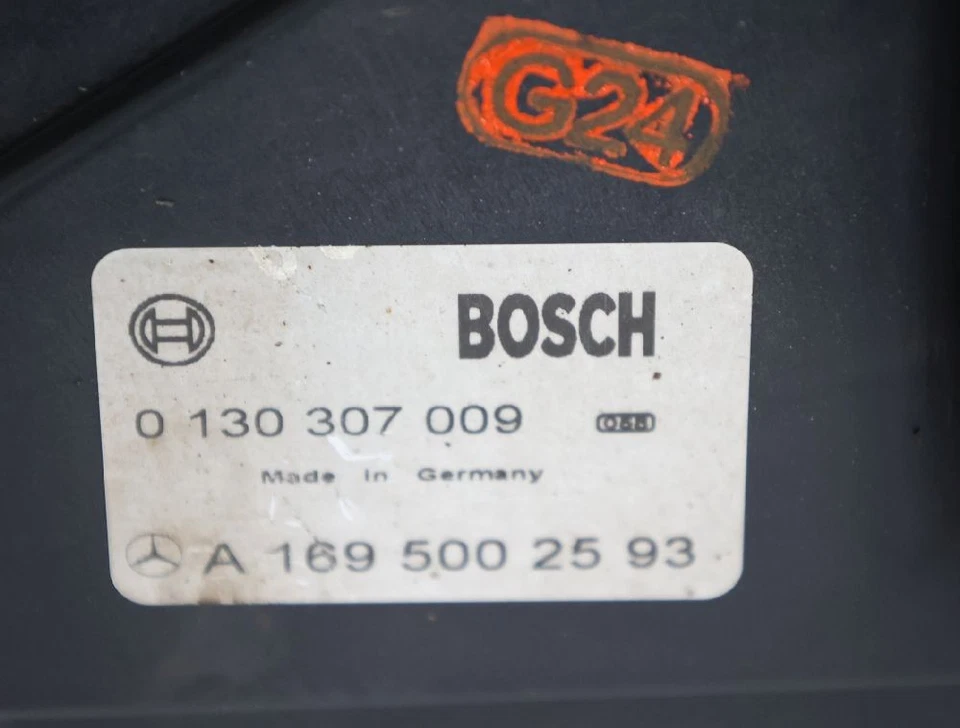 G24
BOSCH
0 130 307 009
Made in Germany
A 169 500 25 93